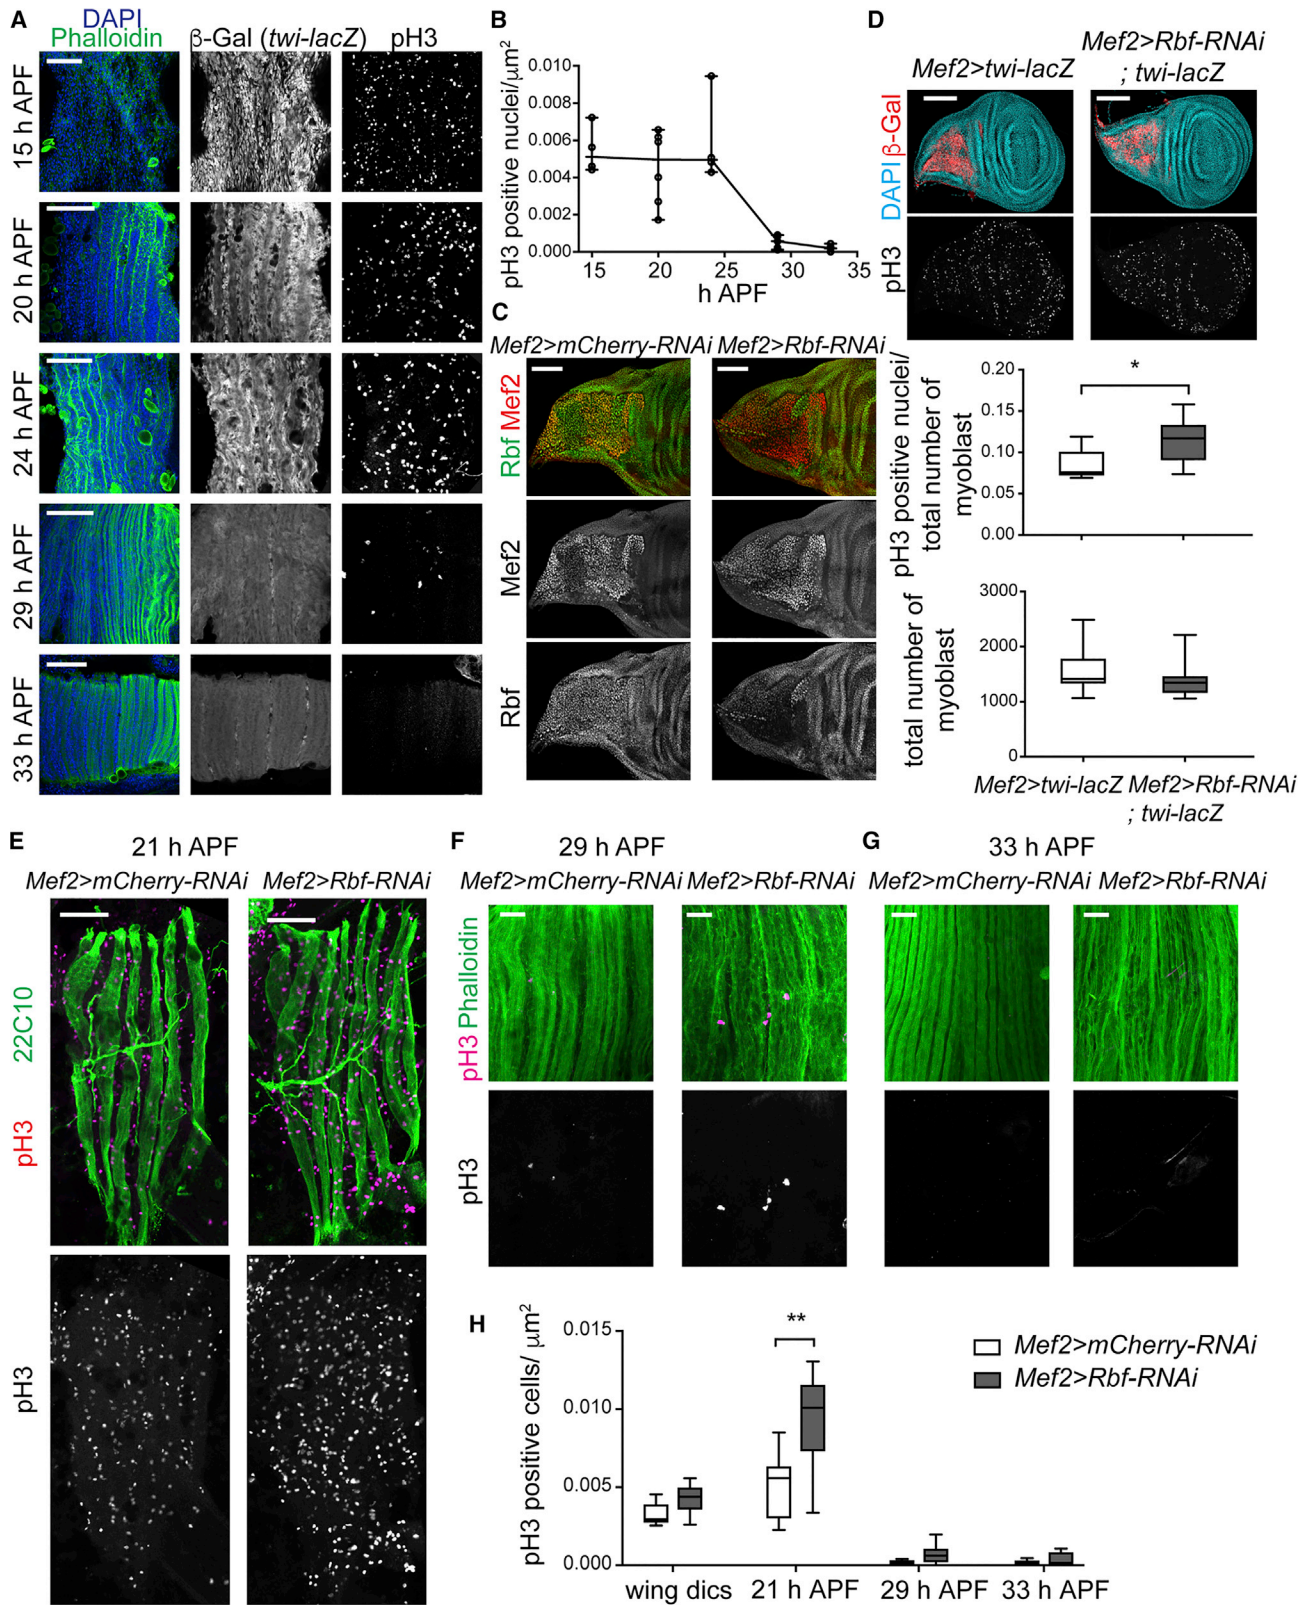 A
DAPI
Phalloidin
β-Gal (twi-lacZ)
pH3
15 h APF
20 h APF
24 h APF
29 h APF
33 h APF
B
pH3 positive nuclei/μm²
0.010
0.008
0.006
0.004
0.002
0.000
15 20 25 30 35
h APF
C
Mef2>mCherry-RNAi Mef2>Rbf-RNAi
Rbf Mef2
Mef2
Rbf
D
Mef2>twi-lacZ
Mef2>Rbf-RNAi
; twi-lacZ
DAPI β-Gal
pH3
pH3 positive nuclei/
total number of
myoblast
0.20
0.15
0.10
0.05
0.00
*
total number of
myoblast
3000
2000
1000
0
Mef2>twi-lacZ Mef2>Rbf-RNAi
; twi-lacZ
E
21 h APF
Mef2>mCherry-RNAi Mef2>Rbf-RNAi
pH3 22C10
pH3
F
29 h APF
Mef2>mCherry-RNAi Mef2>Rbf-RNAi
pH3 Phalloidin
pH3
G
33 h APF
Mef2>mCherry-RNAi Mef2>Rbf-RNAi
H
pH3 positive cells/ μm²
0.015
0.010
0.005
0.000
**
wing dics 21 h APF 29 h APF 33 h APF
Mef2>mCherry-RNAi
Mef2>Rbf-RNAi